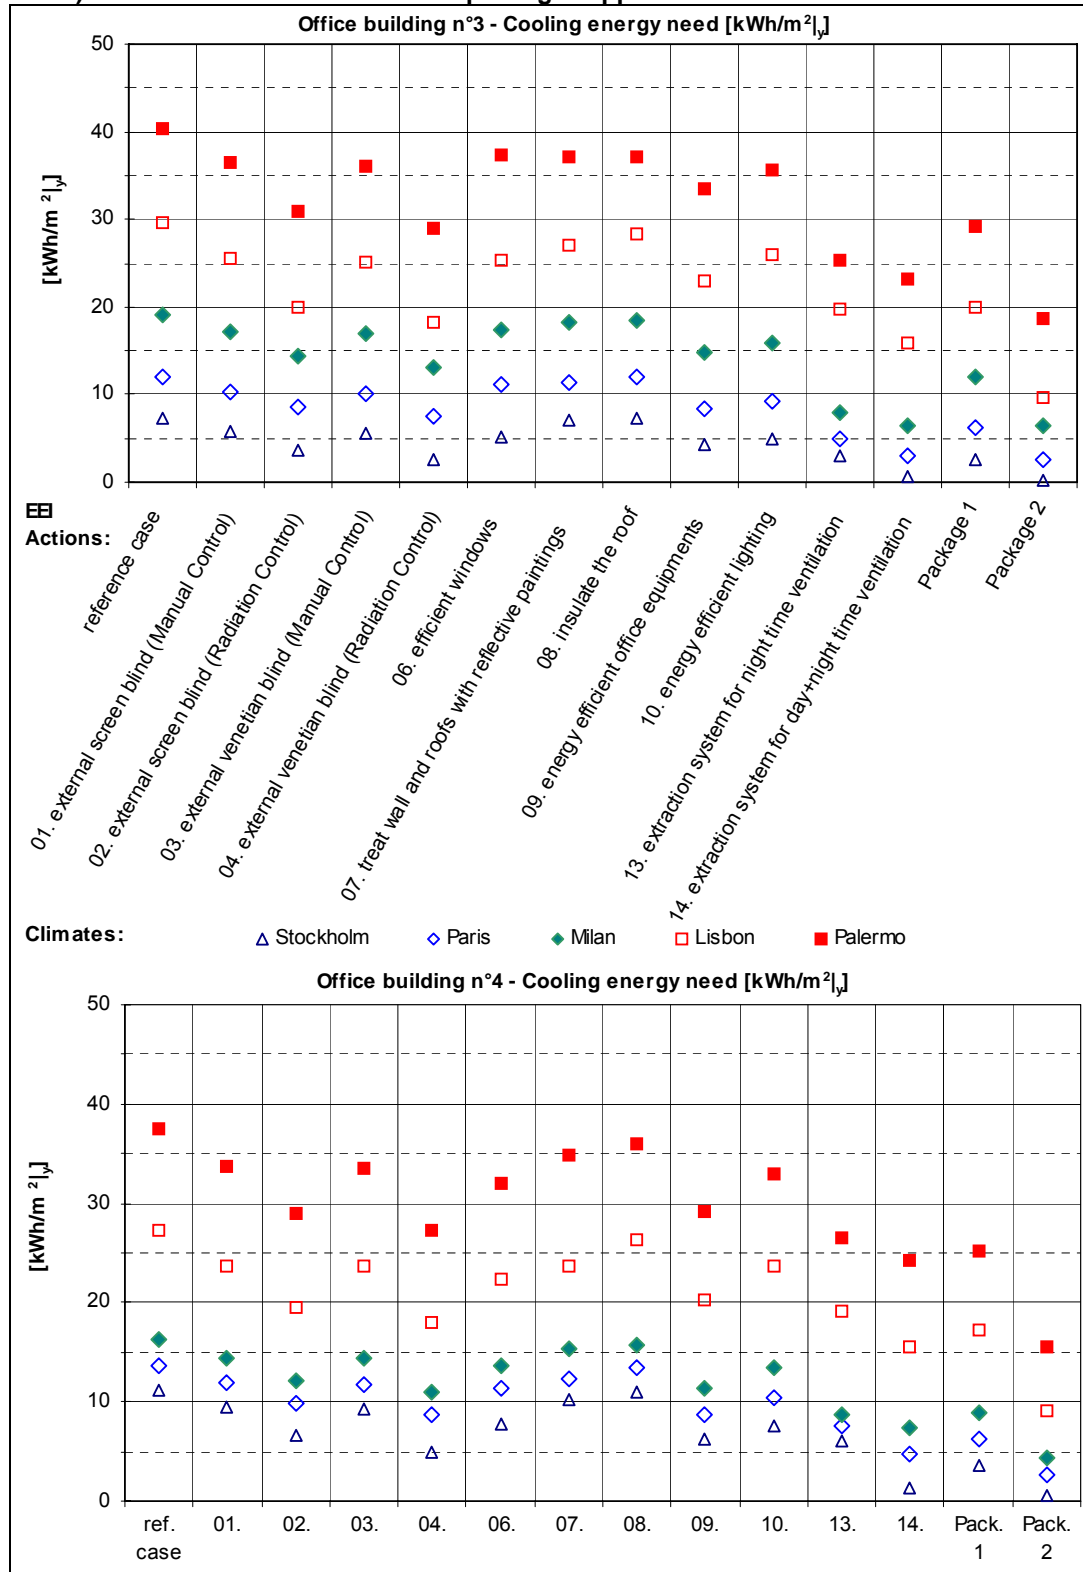 Office building n°3 - Cooling energy need [kWh/m²|y]
50
40
30
20
10
0
[kWh/m ²|y]
EEI
Actions:
reference case
01. external screen blind (Manual Control)
02. external screen blind (Radiation Control)
03. external venetian blind (Manual Control)
04. external venetian blind (Radiation Control)
06. efficient windows
07. treat wall and roofs with reflective paintings
08. insulate the roof
09. energy efficient office equipments
10. energy efficient lighting
13. extraction system for night time ventilation
14. extraction system for day+night time ventilation
Package 1
Package 2
Climates: Stockholm Paris Milan Lisbon Palermo
Office building n°4 - Cooling energy need [kWh/m²|y]
50
40
30
20
10
0
[kWh/m ²|y]
ref. 01. 02. 03. 04. 06. 07. 08. 09. 10. 13. 14. Pack. Pack.
case 1 2